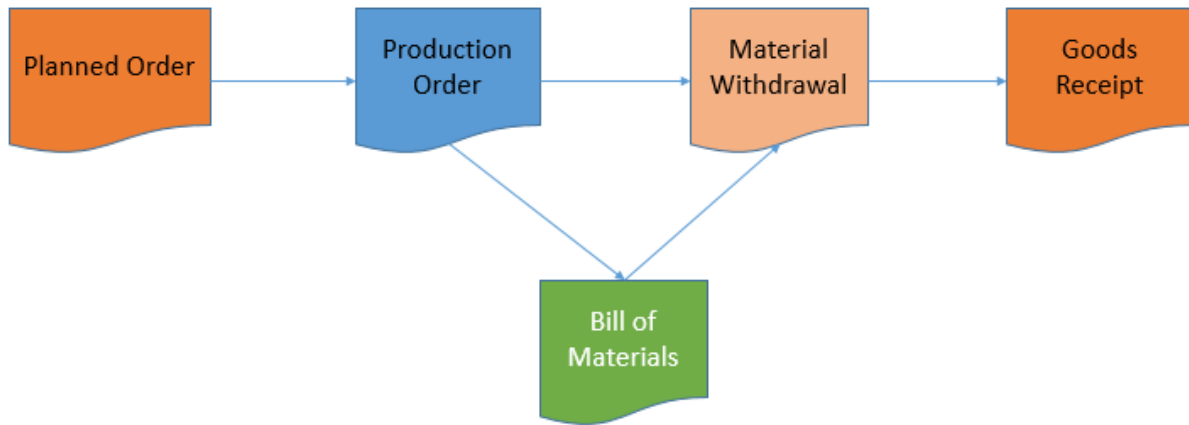 Planned Order
Production
Order
Material
Withdrawal
Goods
Receipt
Bill of
Materials